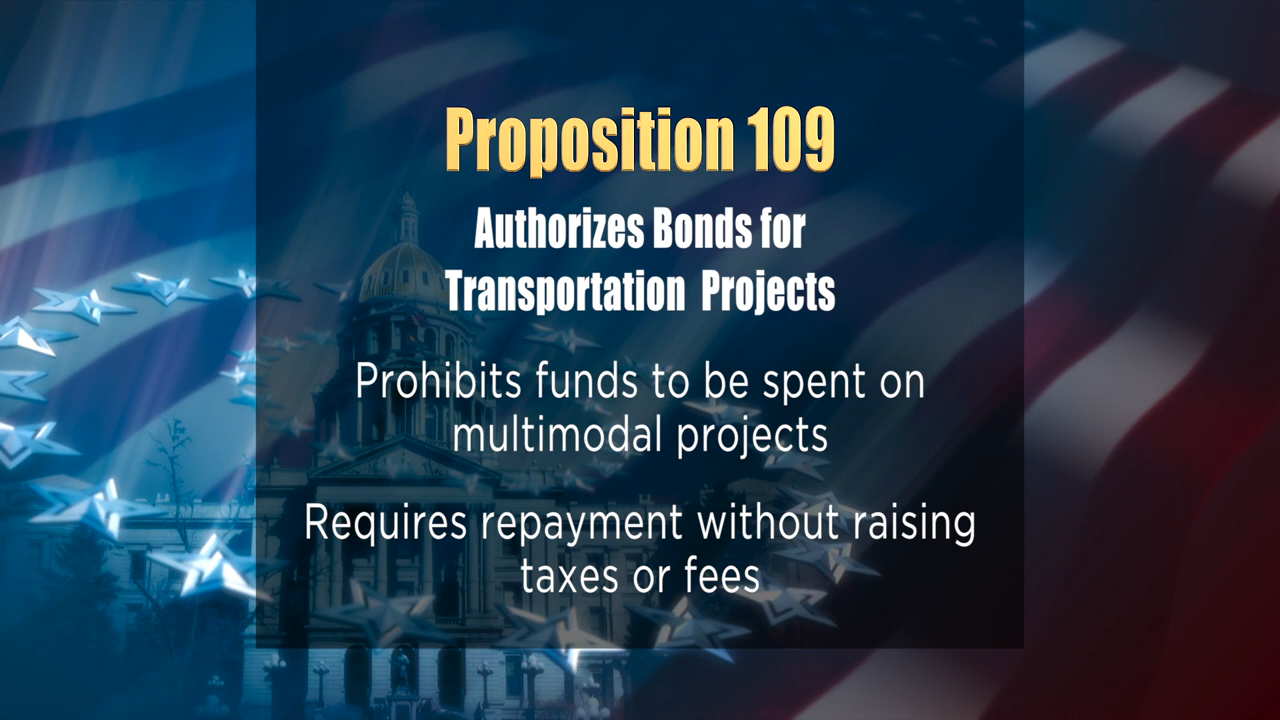 Proposition 109
Authorizes Bonds for
Transportation Projects
Prohibits funds to be spent on
multimodal projects
Requires repayment without raising
taxes or fees